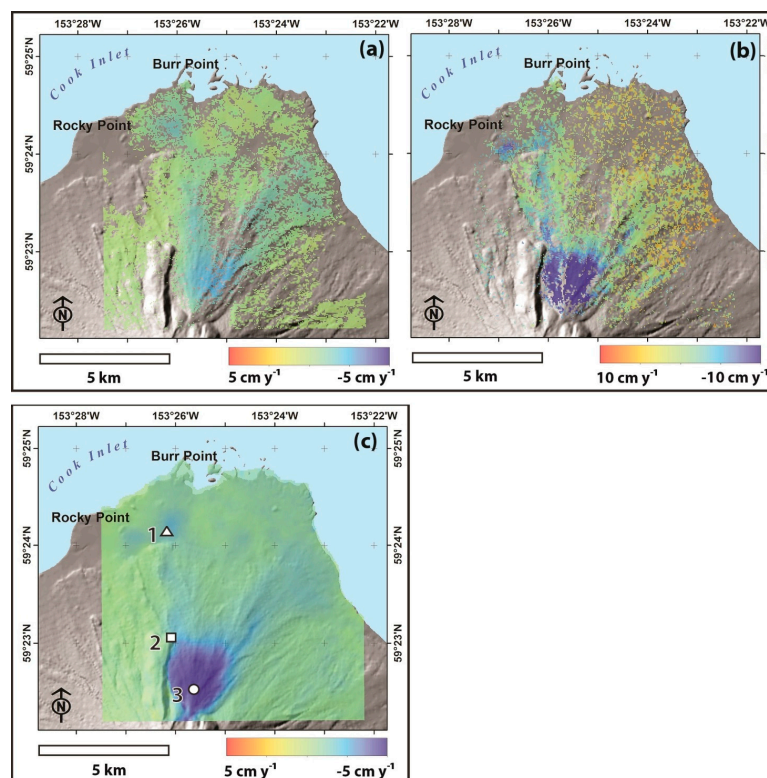 153°28'W 153°26'W 153°24'W 153°22'W
153°28'W 153°26'W 153°24'W 153°22'W
(a)
(b)
59°25'N
59°24'N
59°23'N
59°25'N
59°24'N
59°23'N
Cook Inlet
Burr Point
Rocky Point
Cook Inlet
Burr Point
Rocky Point
N
N
5 km
5 cm y⁻¹ -5 cm y⁻¹
5 km
10 cm y⁻¹ -10 cm y⁻¹
153°28'W 153°26'W 153°24'W 153°22'W
(c)
59°25'N
59°24'N
59°23'N
Cook Inlet
Burr Point
Rocky Point
1
2
3
N
5 km
5 cm y⁻¹ -5 cm y⁻¹